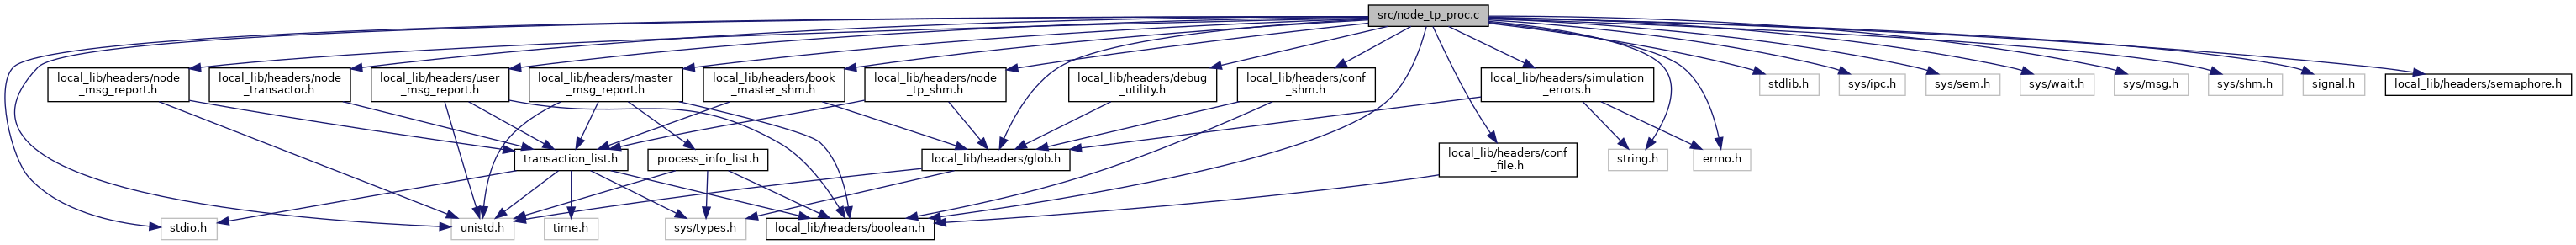 src/node_tp_proc.c
local_lib/headers/node
_msg_report.h
local_lib/headers/node
_transactor.h
local_lib/headers/user
_msg_report.h
local_lib/headers/master
_msg_report.h
local_lib/headers/book
_master_shm.h
local_lib/headers/node
_tp_shm.h
local_lib/headers/debug
_utility.h
local_lib/headers/conf
_shm.h
local_lib/headers/simulation
_errors.h
stdlib.h
sys/ipc.h
sys/sem.h
sys/wait.h
sys/msg.h
sys/shm.h
signal.h
local_lib/headers/semaphore.h
transaction_list.h
process_info_list.h
local_lib/headers/glob.h
local_lib/headers/conf
_file.h
string.h
errno.h
stdio.h
unistd.h
time.h
sys/types.h
local_lib/headers/boolean.h